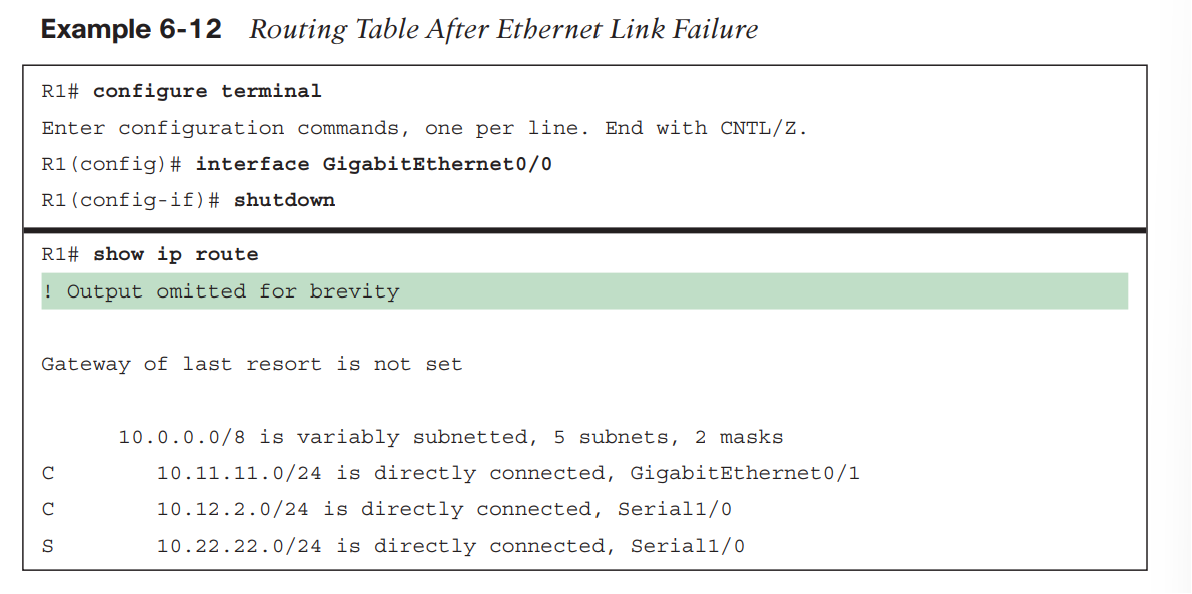 Example 6-12 Routing Table After Ethernet Link Failure
R1# configure terminal
Enter configuration commands, one per line. End with CNTL/Z.
R1(config)# interface GigabitEthernet0/0
R1(config-if)# shutdown
R1# show ip route
! Output omitted for brevity
Gateway of last resort is not set
10.0.0.0/8 is variably subnetted, 5 subnets, 2 masks
C 10.11.11.0/24 is directly connected, GigabitEthernet0/1
C 10.12.2.0/24 is directly connected, Serial1/0
S 10.22.22.0/24 is directly connected, Serial1/0